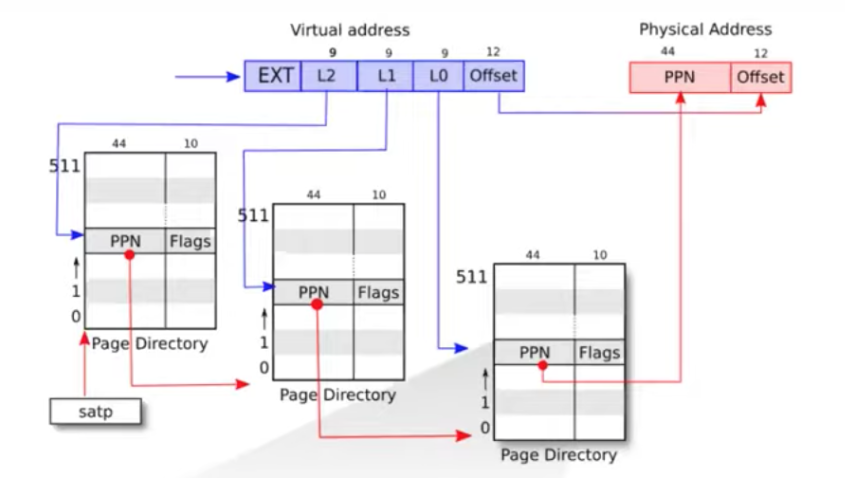 Virtual address
Physical Address
9 9 9 12
44 12
EXT L2 L1 L0 Offset
PPN Offset
44 10
511
PPN Flags
1
0
Page Directory
satp
44 10
511
PPN Flags
1
0
Page Directory
44 10
511
PPN Flags
1
0
Page Directory